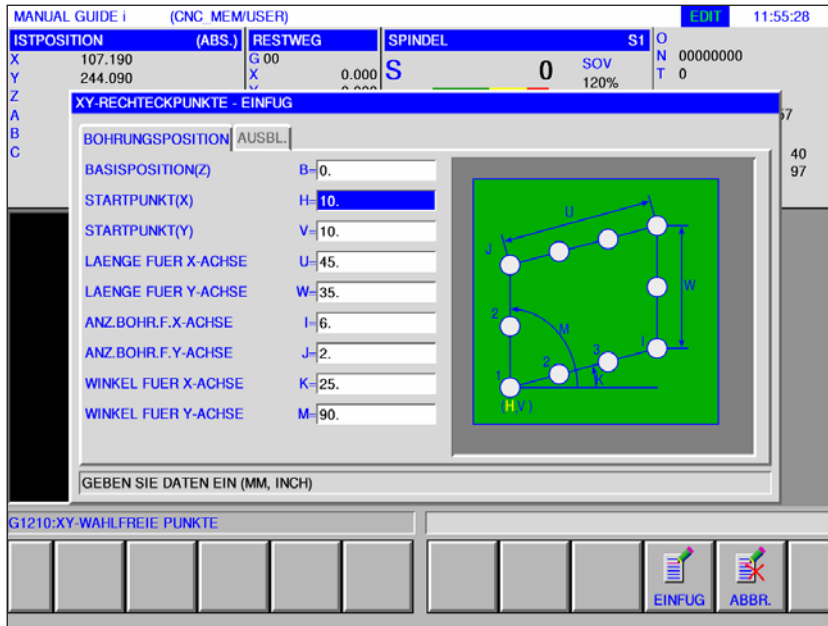 MANUAL GUIDE i (CNC_MEM/USER) EDIT 11:55:28
ISTPOSITION (ABS.) RESTWEG SPINDEL S1 O
X 107.190 G 00 S 0 SOV N 00000000
Y 244.090 X 0.000 120% T 0
Z
A
B
C
40
97
XY-RECHTECKPUNKTE - EINFUG
BOHRUNGSPOSITION AUSBL.
BASISPOSITION(Z) B= 0.
STARTPUNKT(X) H= 10.
STARTPUNKT(Y) V= 10.
LAENGE FUER X-ACHSE U= 45.
LAENGE FUER Y-ACHSE W= 35.
ANZ.BOHR.F.X-ACHSE I= 6.
ANZ.BOHR.F.Y-ACHSE J= 2.
WINKEL FUER X-ACHSE K= 25.
WINKEL FUER Y-ACHSE M= 90.
U
J
W
2
M
1 2 3 I
K
(H,V)
GEBEN SIE DATEN EIN (MM, INCH)
G1210:XY-WAHLFREIE PUNKTE
EINFUG ABBR.